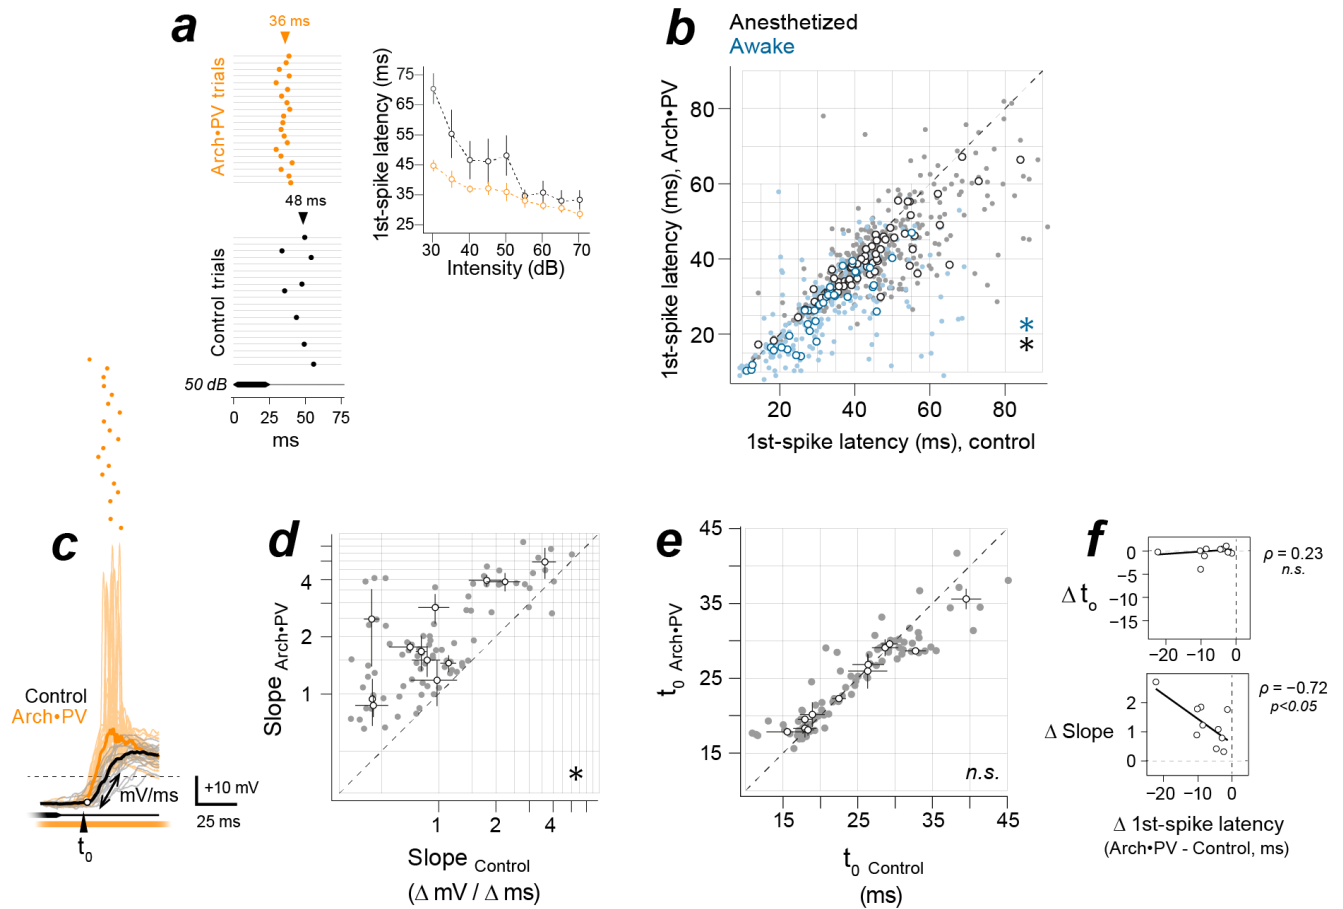 a
36 ms
Arch•PV trials
48 ms
Control trials
50 dB
0 25 50 75
ms
1st-spike latency (ms)
75
65
55
45
35
25
30 40 50 60 70
Intensity (dB)
b
Anesthetized
Awake
1st-spike latency (ms), Arch•PV
80
60
40
20
*
*
20 40 60 80
1st-spike latency (ms), control
c
Control
Arch•PV
mV/ms
+10 mV
25 ms
t0
d
Slope Arch•PV
4
2
1
*
1 2 4
Slope Control
(Δ mV / Δ ms)
e
t0 Arch•PV
45
35
25
15
n.s.
15 25 35 45
t0 Control
(ms)
f
Δ to
0
−5
−10
−15
−20 −10 0
ρ = 0.23
n.s.
Δ Slope
2
1
0
−20 −10 0
ρ = −0.72
p<0.05
Δ 1st-spike latency
(Arch•PV - Control, ms)